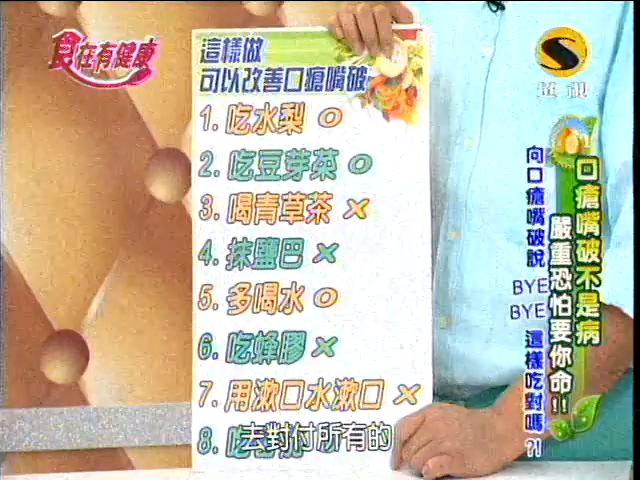 食在有健康
這樣做
可以改善口瘡嘴破
1. 吃水梨 O
2. 吃豆芽菜 O
3. 喝青草茶 X
4. 抹鹽巴 X
5. 多喝水 O
6. 吃蜂膠 X
7. 用漱口水漱口 X
8. 吃
去對付所有的
口瘡嘴破不是病
嚴重恐怕要你命!!
向口瘡嘴破說 BYE BYE 這樣吃對嗎?!